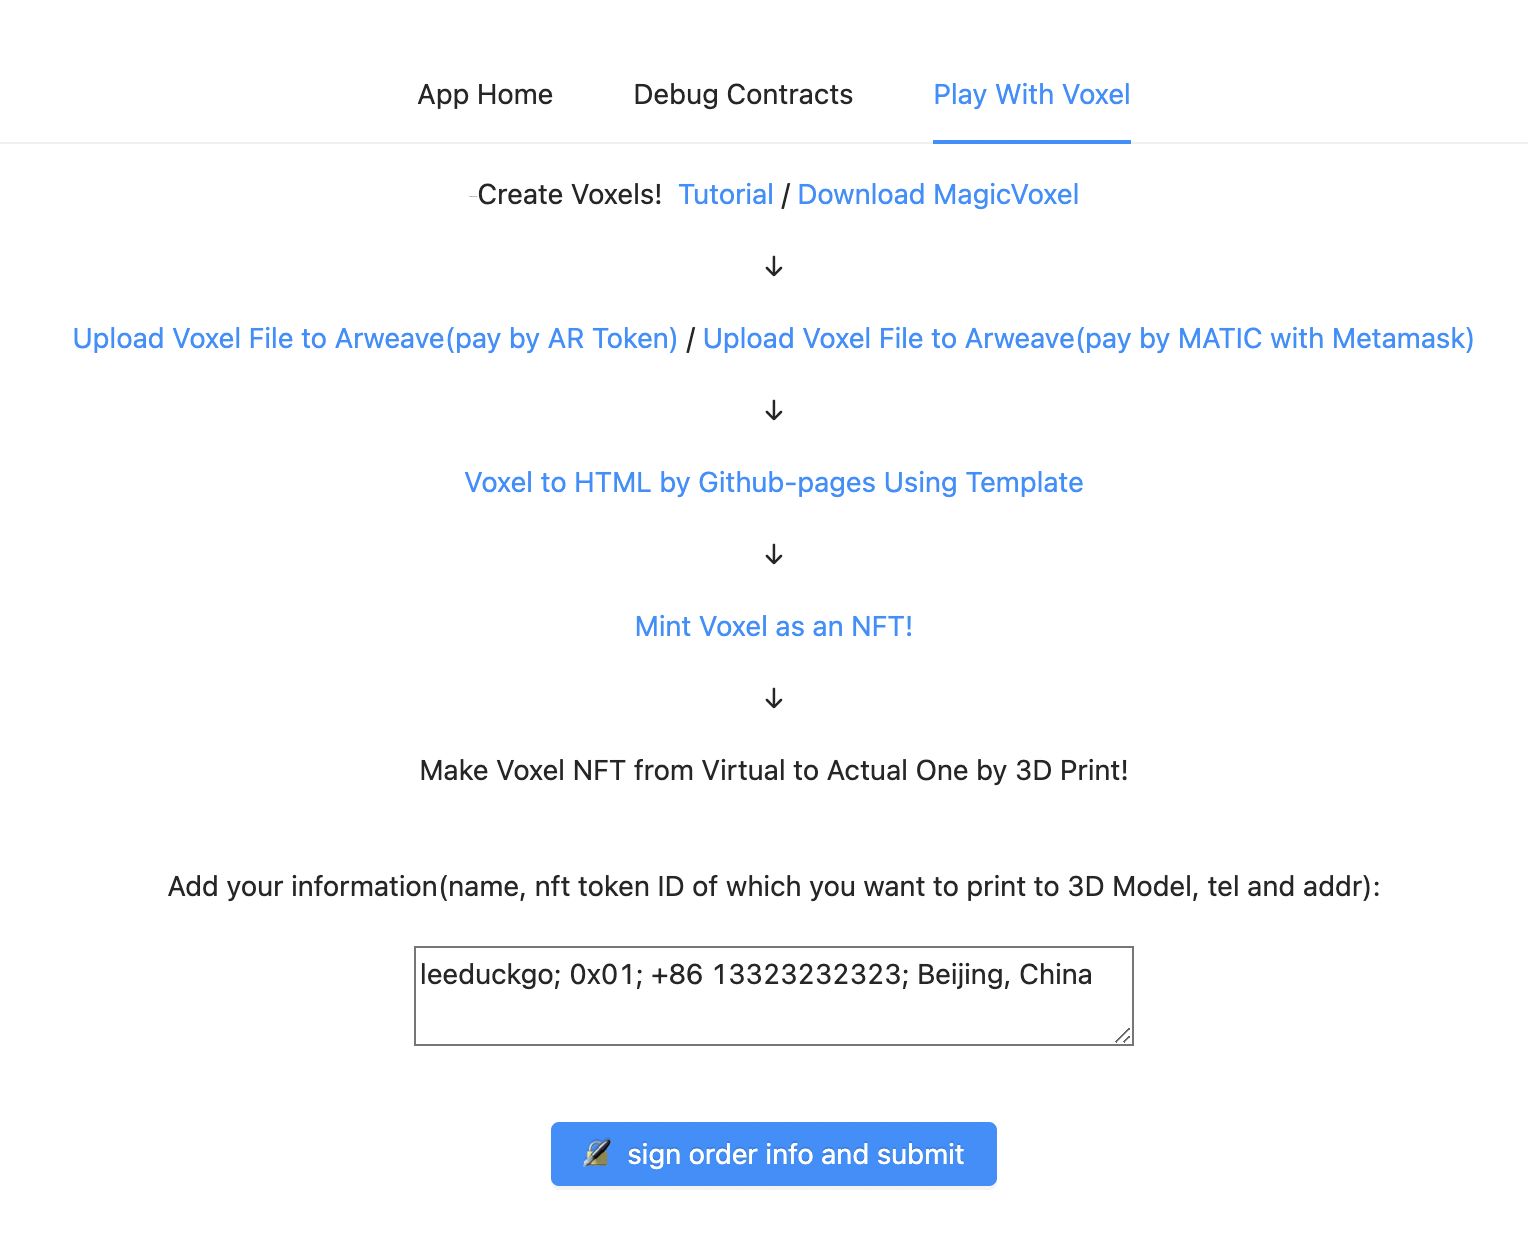 App Home Debug Contracts Play With Voxel
Create Voxels! Tutorial / Download MagicVoxel
↓
Upload Voxel File to Arweave(pay by AR Token) / Upload Voxel File to Arweave(pay by MATIC with Metamask)
↓
Voxel to HTML by Github-pages Using Template
↓
Mint Voxel as an NFT!
↓
Make Voxel NFT from Virtual to Actual One by 3D Print!
Add your information(name, nft token ID of which you want to print to 3D Model, tel and addr):
leeduckgo; 0x01; +86 13323232323; Beijing, China
sign order info and submit